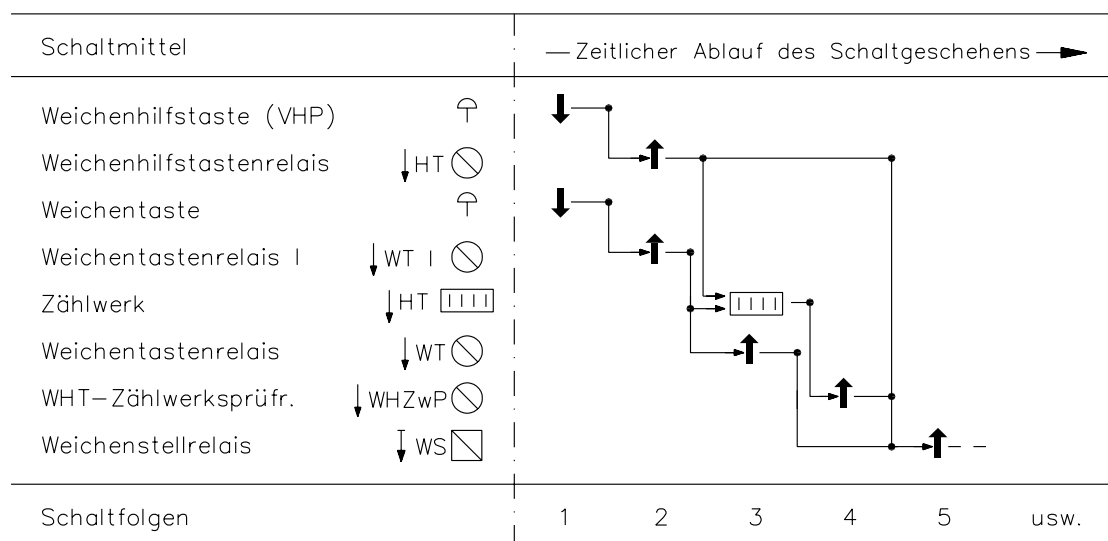 Schaltmittel — Zeitlicher Ablauf des Schaltgeschehens
Weichenhilfstaste (VHP)
Weichenhilfstastenrelais HT
Weichentaste
Weichentastenrelais I WT I
Zählwerk HT
Weichentastenrelais WT
WHT–Zählwerksprüfr. WHZwP
Weichenstellrelais WS
Schaltfolgen 1 2 3 4 5 usw.